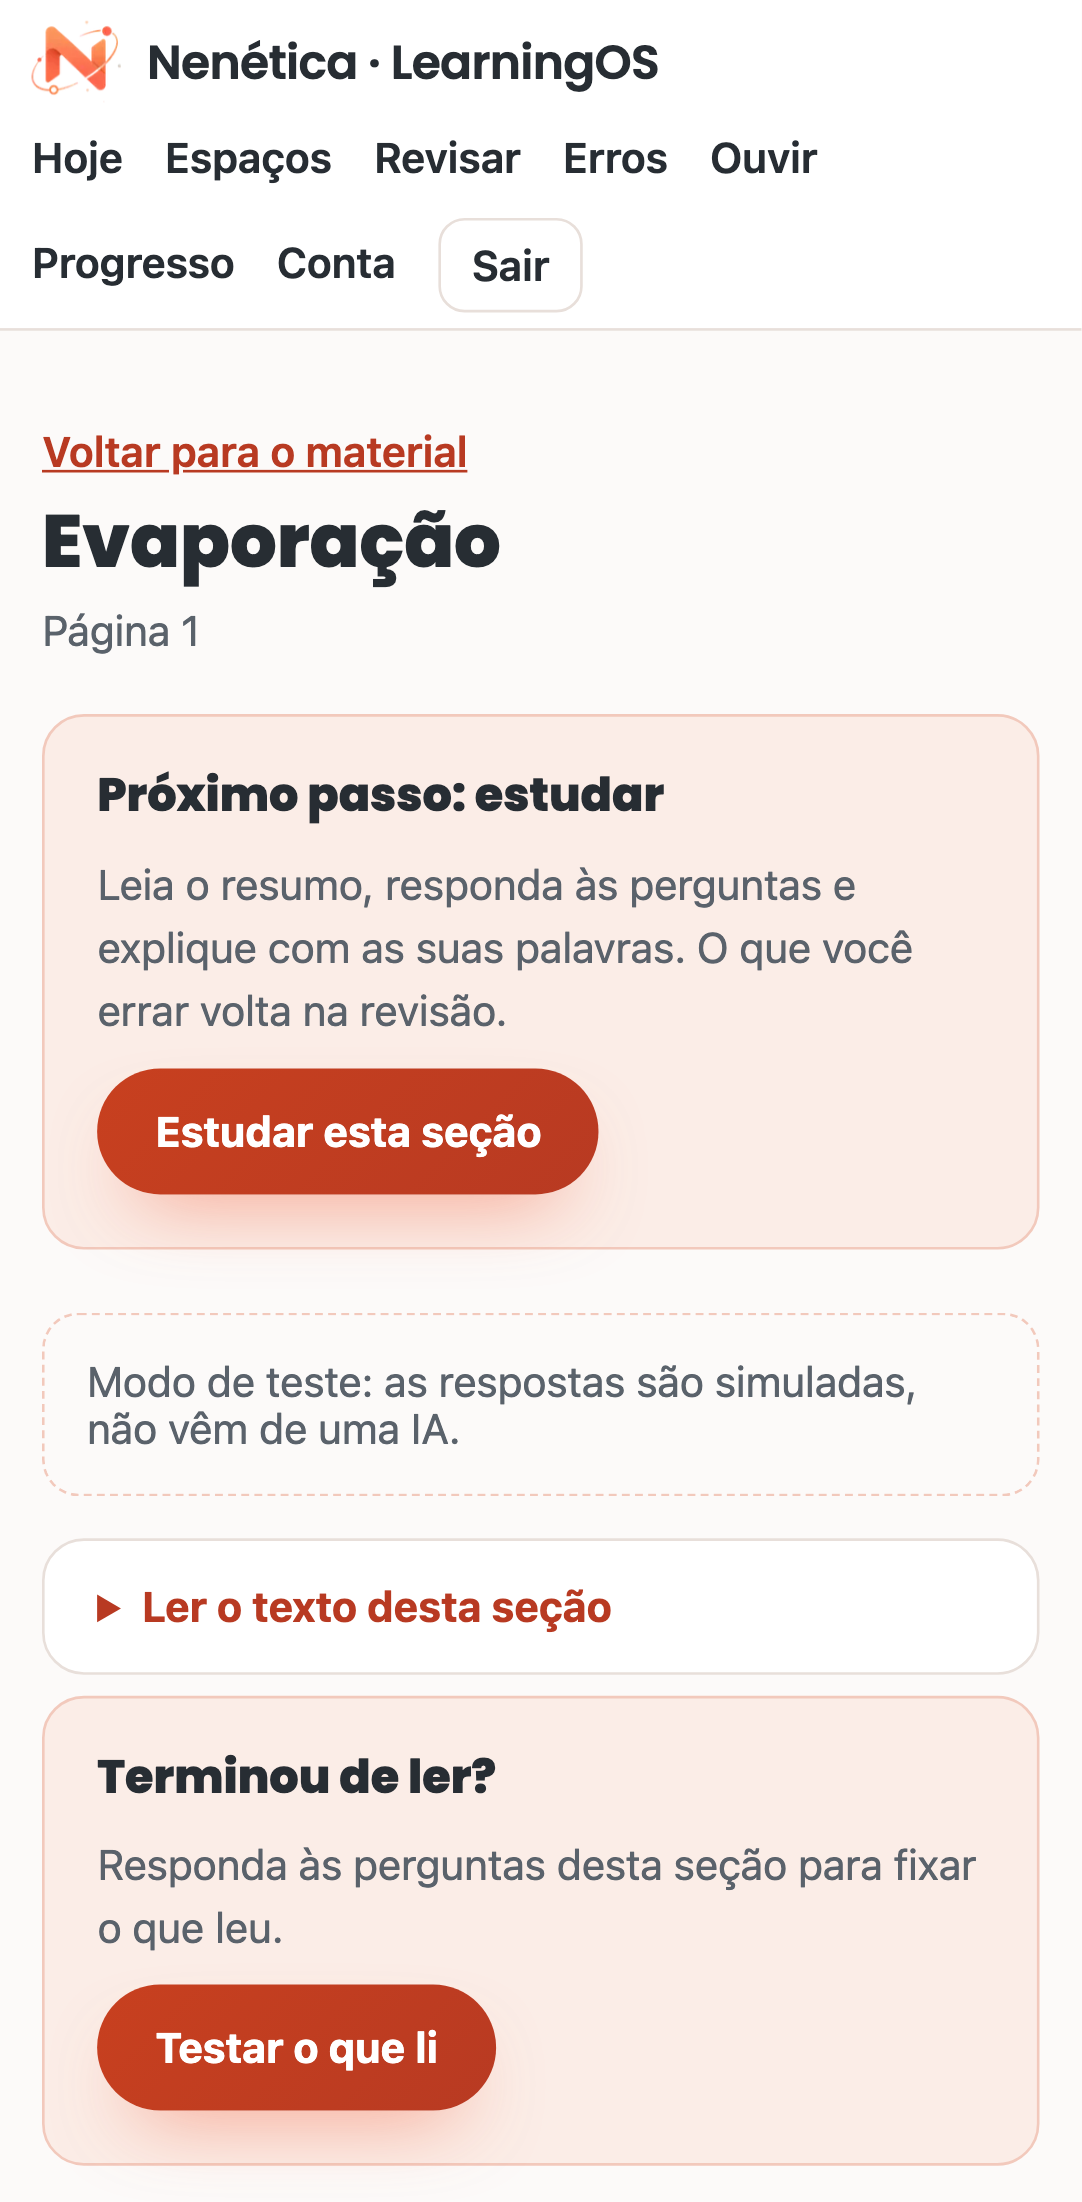 Nenética · LearningOS
Hoje Espaços Revisar Erros Ouvir
Progresso Conta Sair
Voltar para o material
Evaporação
Página 1
Próximo passo: estudar
Leia o resumo, responda às perguntas e
explique com as suas palavras. O que você
errar volta na revisão.
Estudar esta seção
Modo de teste: as respostas são simuladas,
não vêm de uma IA.
Ler o texto desta seção
Terminou de ler?
Responda às perguntas desta seção para fixar
o que leu.
Testar o que li